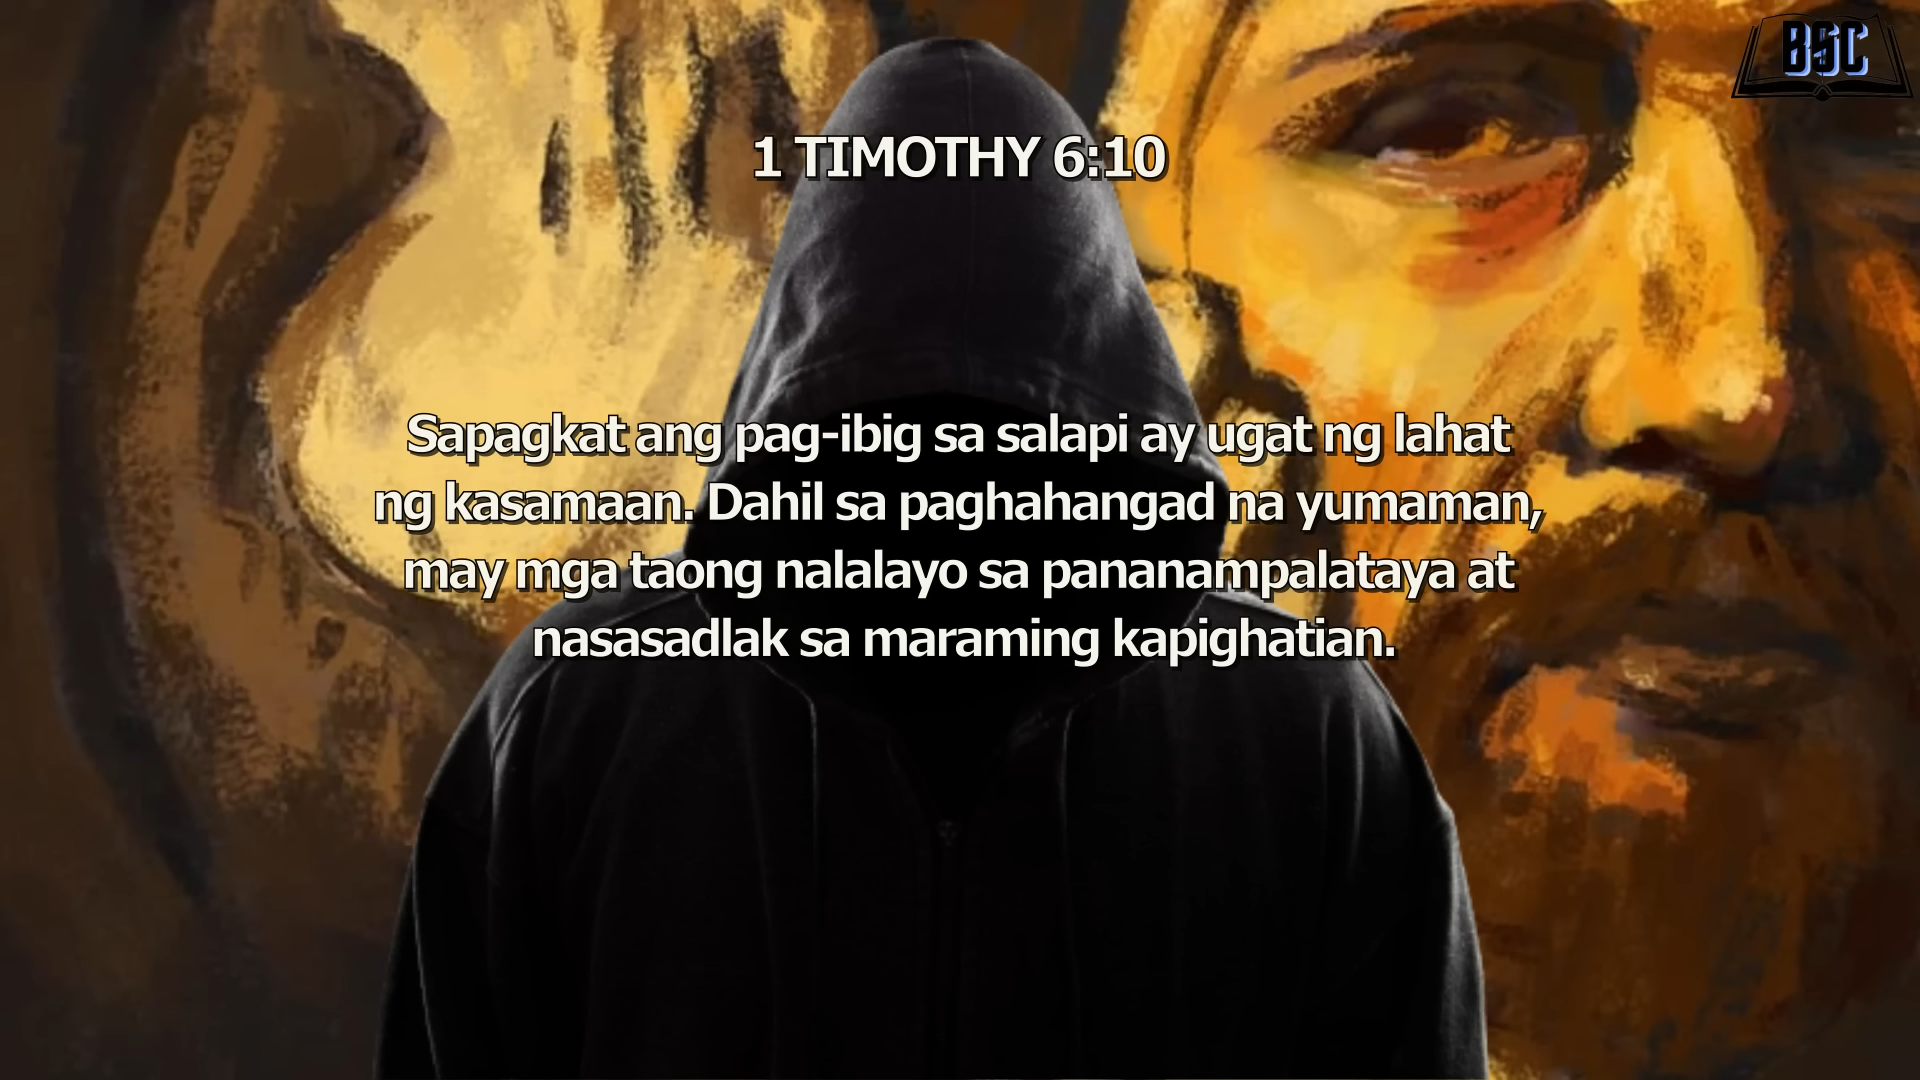 BSC
1 TIMOTHY 6:10
Sapagkat ang pag-ibig sa salapi ay ugat ng lahat
ng kasamaan. Dahil sa paghahangad na yumaman,
may mga taong nalalayo sa pananampalataya at
nasasadlak sa maraming kapighatian.